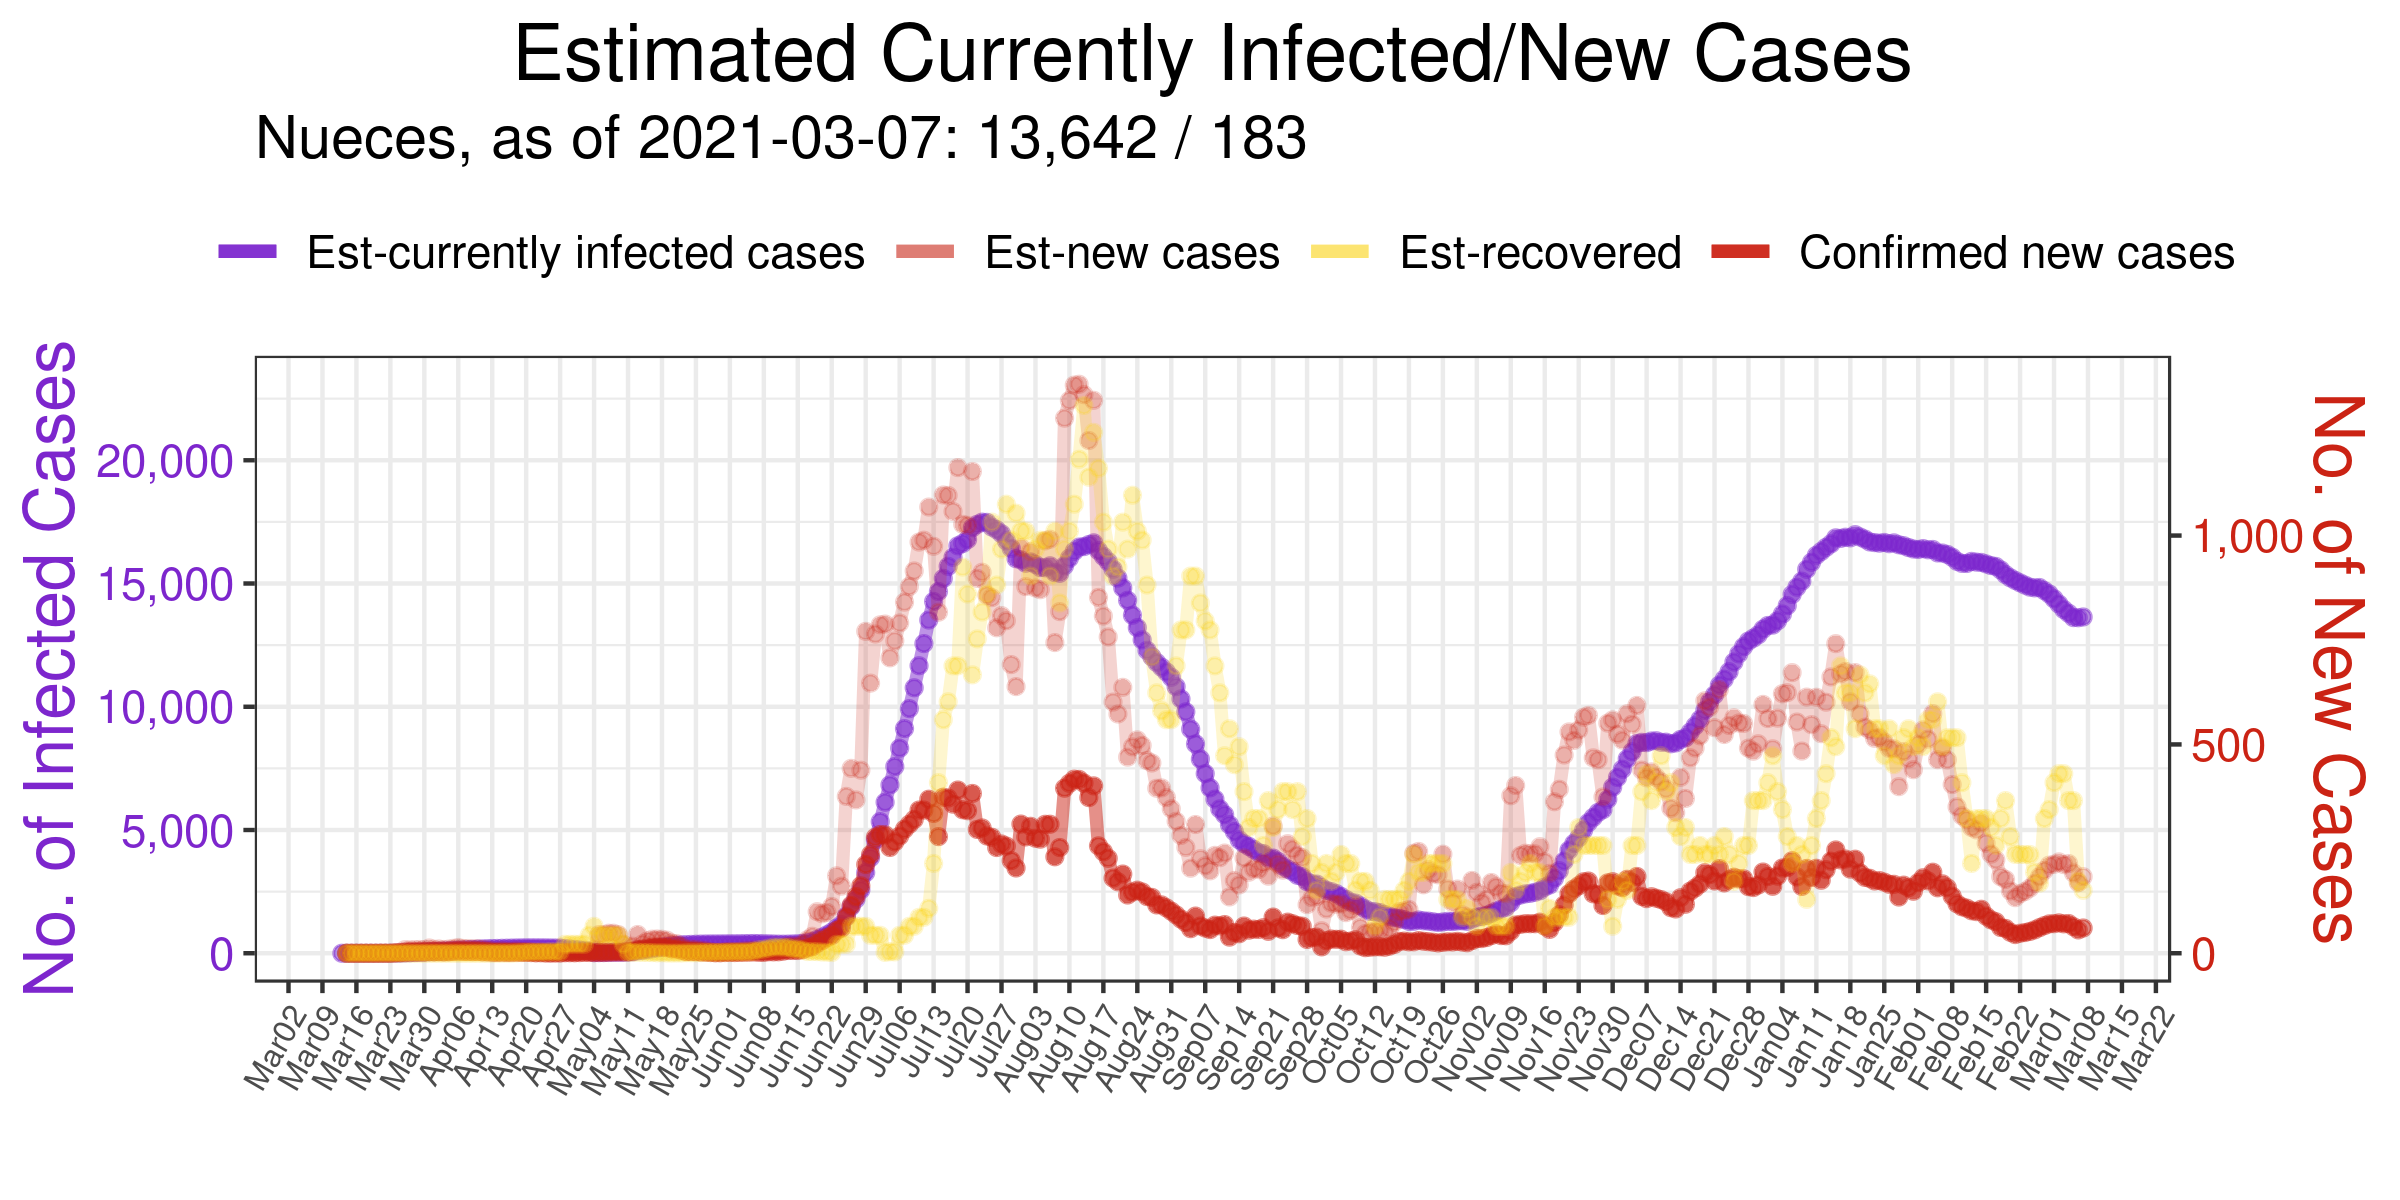 Estimated Currently Infected/New Cases
Nueces, as of 2021-03-07: 13,642 / 183
Est-currently infected cases
Est-new cases
Est-recovered
Confirmed new cases
No. of Infected Cases
20,000
15,000
10,000
5,000
0
1,000
500
0
No. of New Cases
Mar02
Mar09
Mar16
Mar23
Mar30
Apr06
Apr13
Apr20
Apr27
May04
May11
May18
May25
Jun01
Jun08
Jun15
Jun22
Jun29
Jul06
Jul13
Jul20
Jul27
Aug03
Aug10
Aug17
Aug24
Aug31
Sep07
Sep14
Sep21
Sep28
Oct05
Oct12
Oct19
Oct26
Nov02
Nov09
Nov16
Nov23
Nov30
Dec07
Dec14
Dec21
Dec28
Jan04
Jan11
Jan18
Jan25
Feb01
Feb08
Feb15
Feb22
Mar01
Mar08
Mar15
Mar22